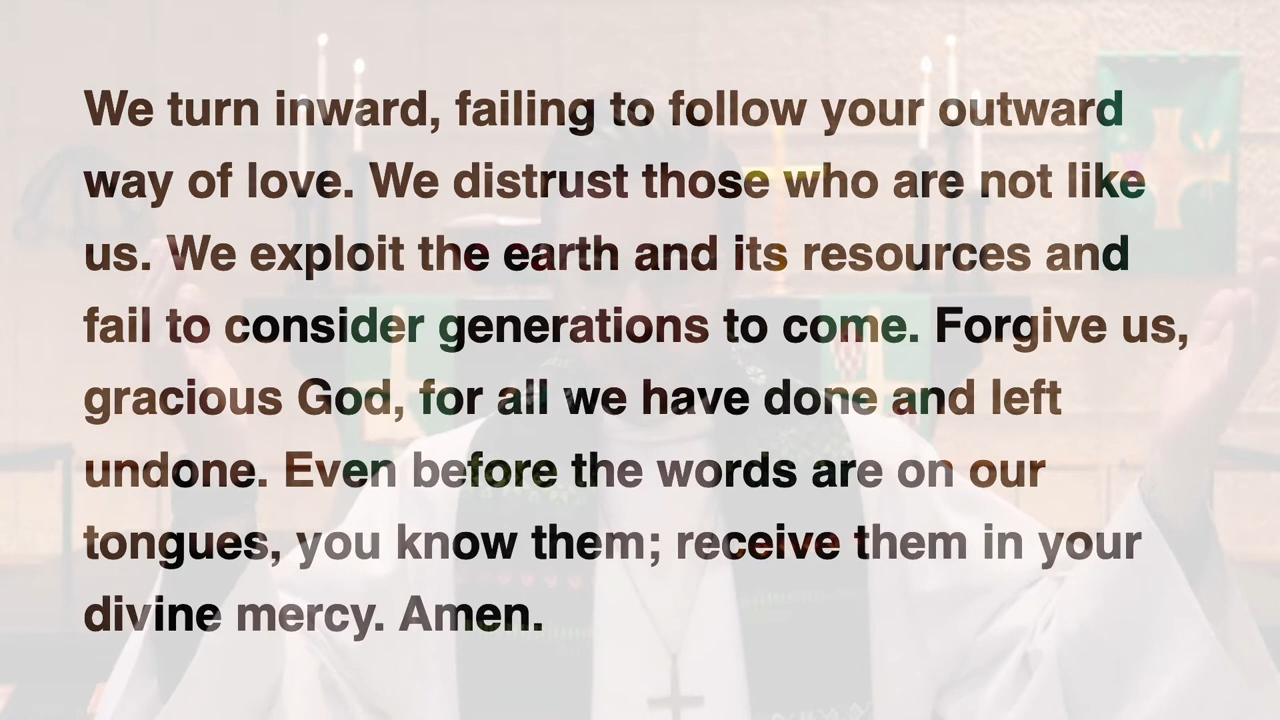 We turn inward, failing to follow your outward
way of love. We distrust those who are not like
us. We exploit the earth and its resources and
fail to consider generations to come. Forgive us,
gracious God, for all we have done and left
undone. Even before the words are on our
tongues, you know them; receive them in your
divine mercy. Amen.